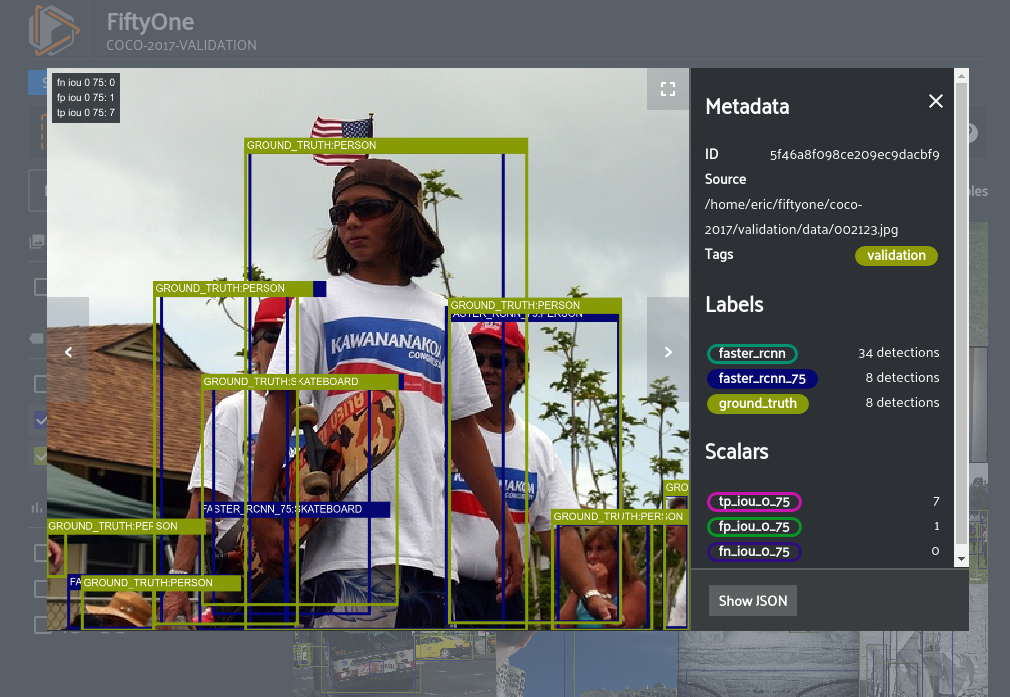 FiftyOne
COCO-2017-VALIDATION
fn iou 0 75: 0
fp iou 0 75: 1
tp iou 0 75: 7
GROUND_TRUTH:PERSON
GROUND_TRUTH:PERSON
GROUND_TRUTH:PERSON
ASTER_RCNN_75:PERSON
KAWANANAKOA
CONGRESS
GROUND_TRUTH:SKATEBOARD
FASTER_RCNN_75:SKATEBOARD
GRO
GROUND_TRUTH:PERSON
GROUND_TRUTH:PERSON
FA
GROUND_TRUTH:PERSON
Metadata
ID 5f46a8f098ce209ec9dacbf9
Source
/home/eric/fiftyone/coco-
2017/validation/data/002123.jpg
Tags validation
Labels
faster_rcnn 34 detections
faster_rcnn_75 8 detections
ground_truth 8 detections
Scalars
tp_iou_0_75 7
fp_iou_0_75 1
fn_iou_0_75 0
Show JSON